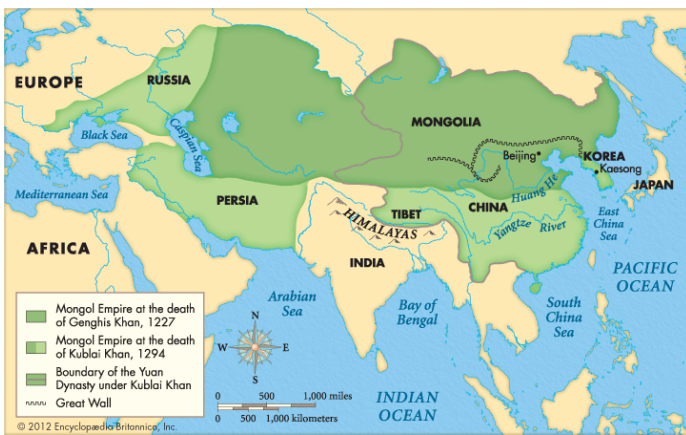 EUROPE
RUSSIA
MONGOLIA
Black Sea
Caspian Sea
Beijing
KOREA
Kaesong
JAPAN
Mediterranean Sea
PERSIA
TIBET
CHINA
Huang He
Yangtze River
East
China
Sea
HIMALAYAS
AFRICA
INDIA
PACIFIC
OCEAN
Arabian
Sea
Bay of
Bengal
South
China
Sea
INDIAN
OCEAN
Mongol Empire at the death
of Genghis Khan, 1227
Mongol Empire at the death
of Kublai Khan, 1294
Boundary of the Yuan
Dynasty under Kublai Khan
Great Wall
N
W E
S
0 500 1,000 miles
0 500 1,000 kilometers
© 2012 Encyclopædia Britannica, Inc.